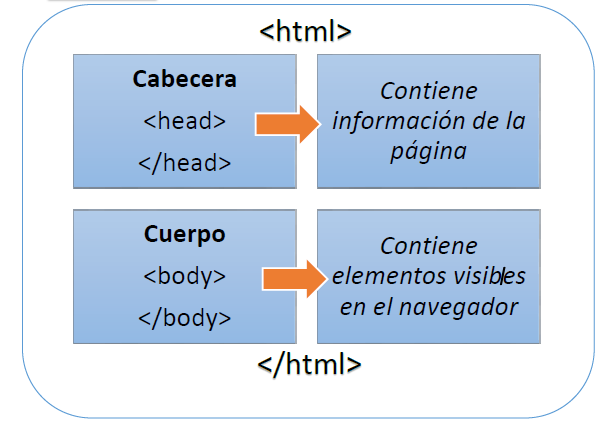 <html>
Cabecera
<head>
</head>
Contiene
información de la
página
Cuerpo
<body>
</body>
Contiene
elementos visibles
en el navegador
</html>